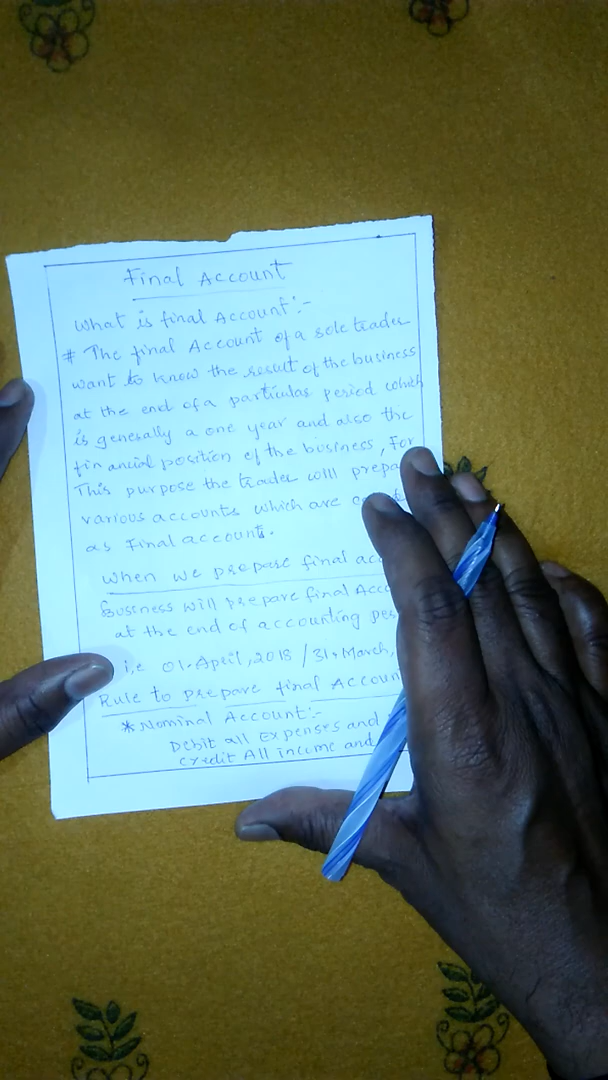 Final Account
What is final Account:-
# The final Account of a sole trader
want to know the result of the business
at the end of a particular period which
is generally a one year and also the
finanial position of the business, For
This purpose the trader will prepa
various accounts which are
as Final account.
When we prepare final acc
Business will prepare final Acco
at the end of accounting per
i,e 01-April,2018 / 31-March,
Rule to prepare final Accoun
* Nominal Account:-
Debit all Expenses and
credit All income and